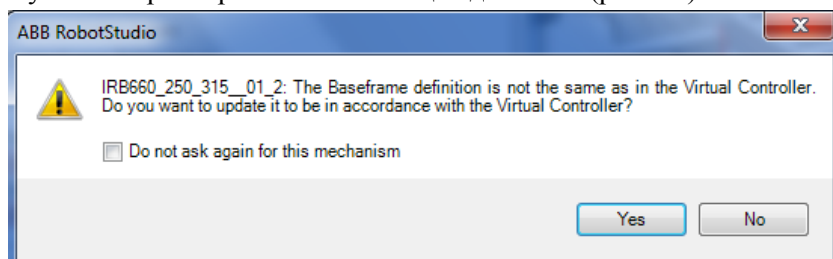 ABB RobotStudio
IRB660_250_315__01_2: The Baseframe definition is not the same as in the Virtual Controller.
Do you want to update it to be in accordance with the Virtual Controller?
Do not ask again for this mechanism
Yes No